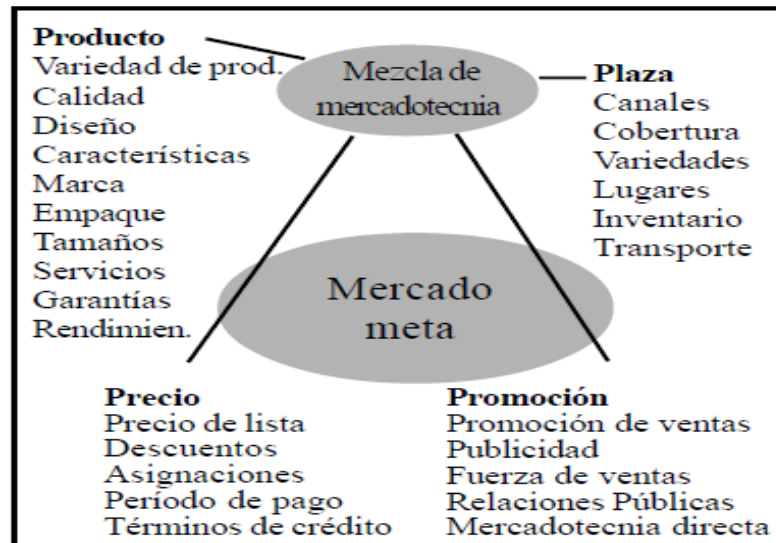 Producto
Variedad de prod.
Calidad
Diseño
Características
Marca
Empaque
Tamaños
Servicios
Garantías
Rendimien.
Mezcla de
mercadotecnia
Plaza
Canales
Cobertura
Variedades
Lugares
Inventario
Transporte
Mercado
meta
Precio
Precio de lista
Descuentos
Asignaciones
Período de pago
Términos de crédito
Promoción
Promoción de ventas
Publicidad
Fuerza de ventas
Relaciones Públicas
Mercadotecnia directa